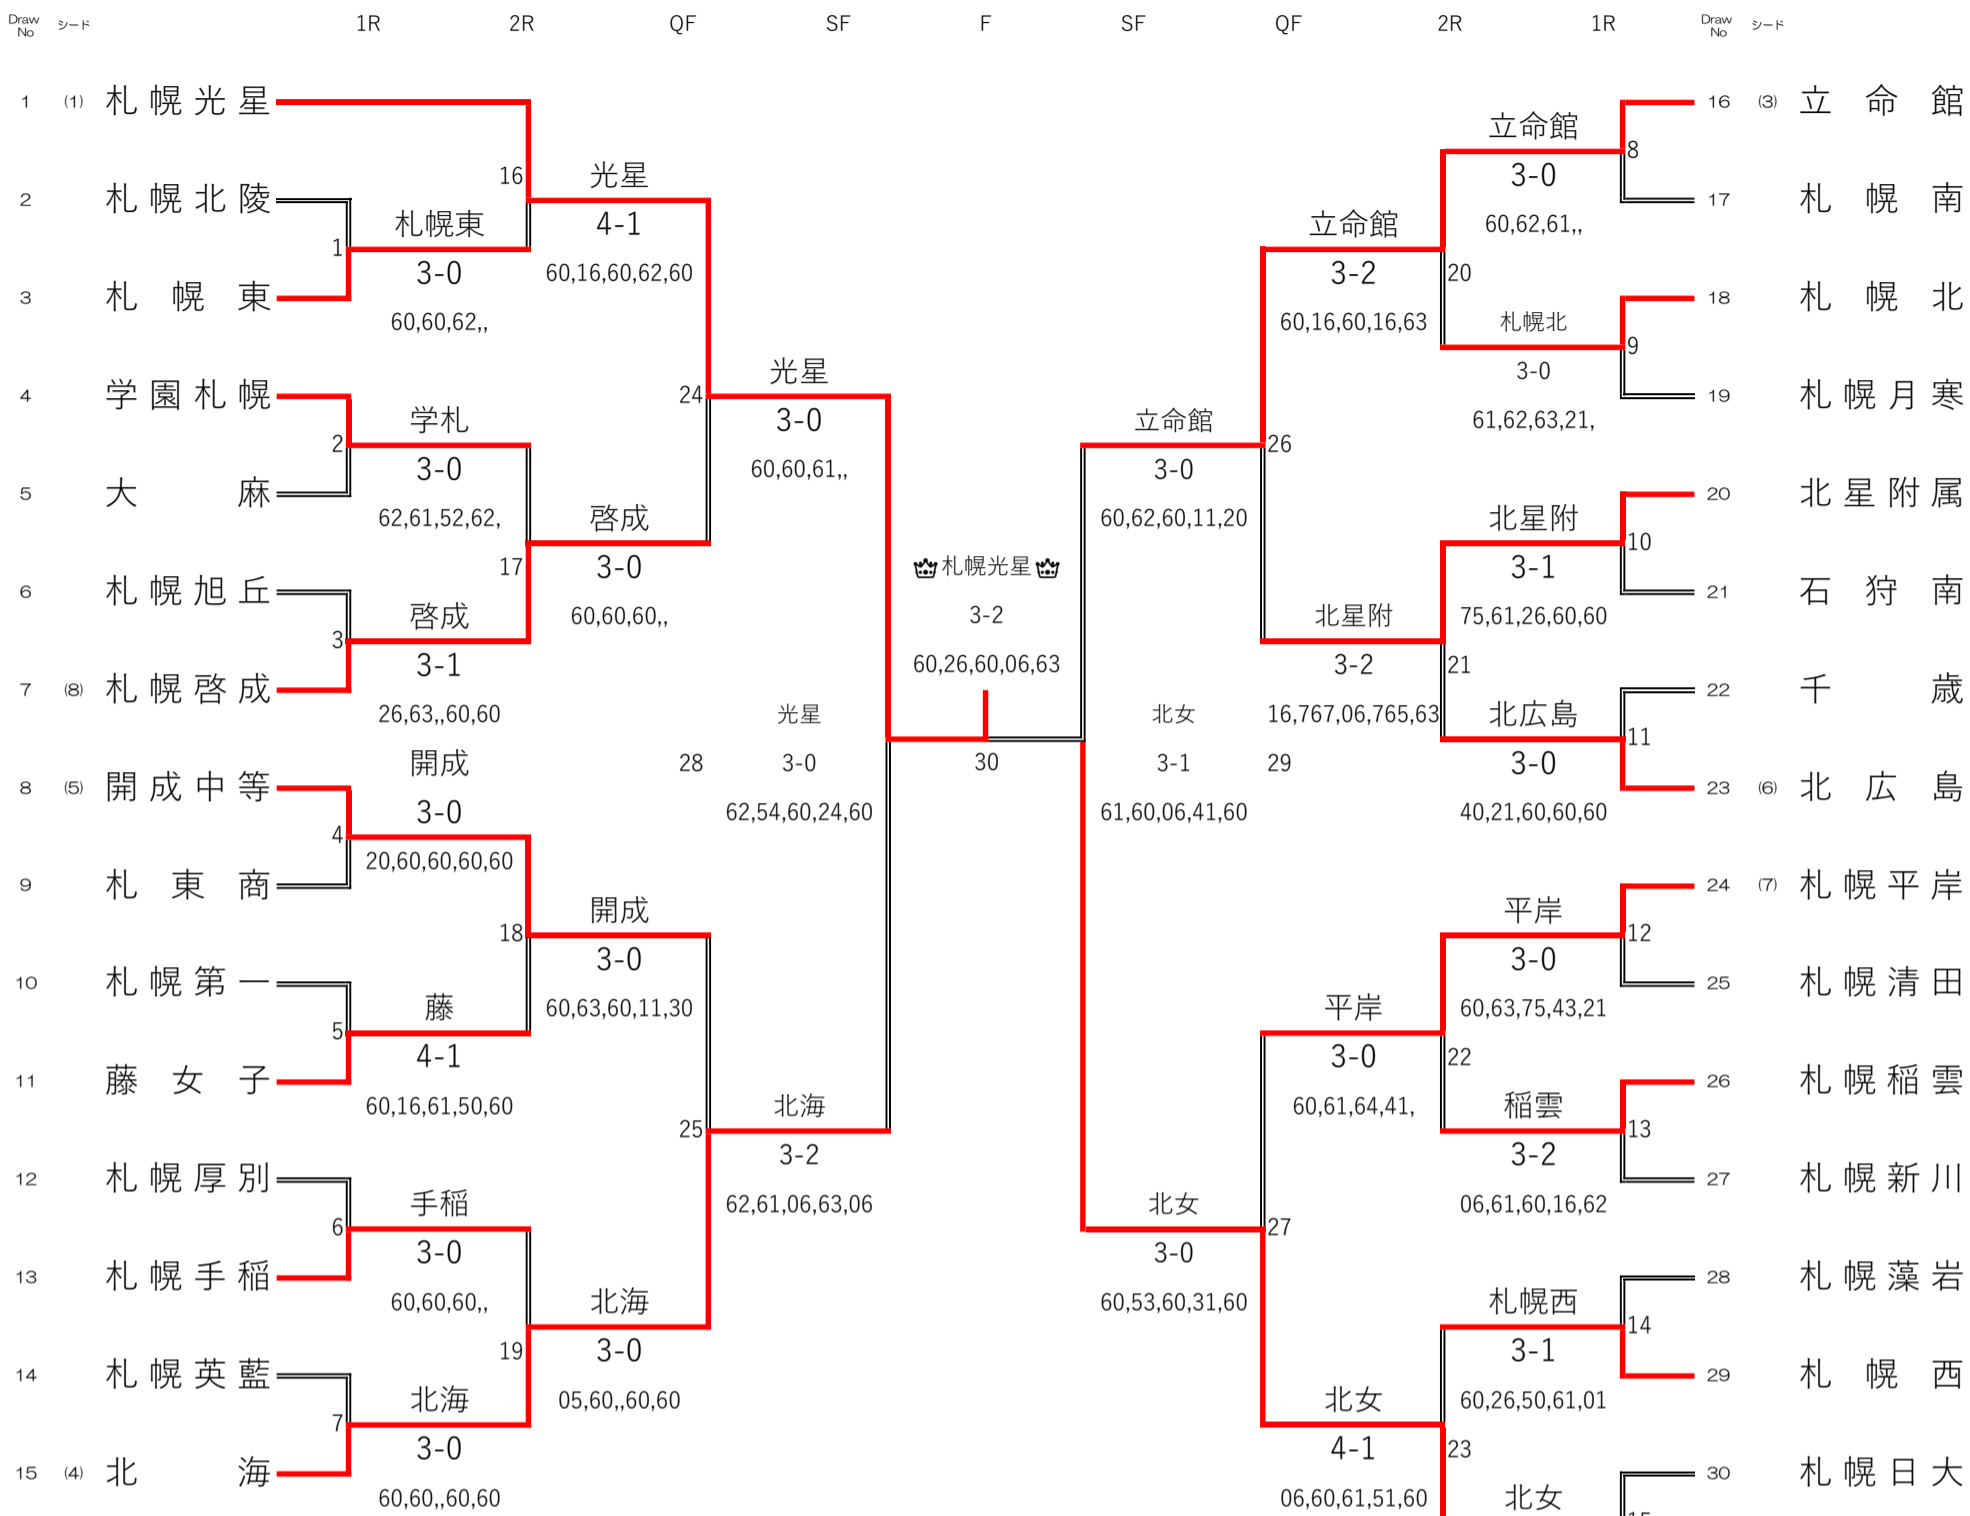 Draw No シード 1R 2R QF SF F SF QF 2R 1R Draw No シード
1 (1) 札幌光星
2 札幌北陵
3 札幌東
4 学園札幌
5 大麻
6 札幌旭丘
7 (8) 札幌啓成
8 (5) 開成中等
9 札東商
10 札幌第一
11 藤女子
12 札幌厚別
13 札幌手稲
14 札幌英藍
15 (4) 北海
1
札幌東
3-0
60,60,62,,
2
学札
3-0
62,61,52,62,
3
啓成
3-1
26,63,,60,60
4
開成
3-0
20,60,60,60,60
5
藤
4-1
60,16,61,50,60
6
手稲
3-0
60,60,60,,
7
北海
3-0
60,60,,60,60
16
光星
4-1
60,16,60,62,60
17
啓成
3-0
60,60,60,,
18
開成
3-0
60,63,60,11,30
19
北海
3-0
05,60,,60,60
24
光星
3-0
60,60,61,,
25
北海
3-2
62,61,06,63,06
28
光星
3-0
62,54,60,24,60
札幌光星
3-2
60,26,60,06,63
30
北女
3-1
61,60,06,41,60
29
立命館
3-0
60,62,60,11,20
26
北女
3-0
60,53,60,31,60
27
立命館
3-2
60,16,60,16,63
20
北星附
3-2
16,767,06,765,63
21
平岸
3-0
60,61,64,41,
22
北女
4-1
06,60,61,51,60
23
立命館
3-0
60,62,61,,
8
札幌北
3-0
61,62,63,21,
9
北星附
3-1
75,61,26,60,60
10
北広島
3-0
40,21,60,60,60
11
平岸
3-0
60,63,75,43,21
12
稲雲
3-2
06,61,60,16,62
13
札幌西
3-1
60,26,50,61,01
14
北女
16 (3) 立命館
17 札幌南
18 札幌北
19 札幌月寒
20 北星附属
21 石狩南
22 千歳
23 (6) 北広島
24 (7) 札幌平岸
25 札幌清田
26 札幌稲雲
27 札幌新川
28 札幌藻岩
29 札幌西
30 札幌日大